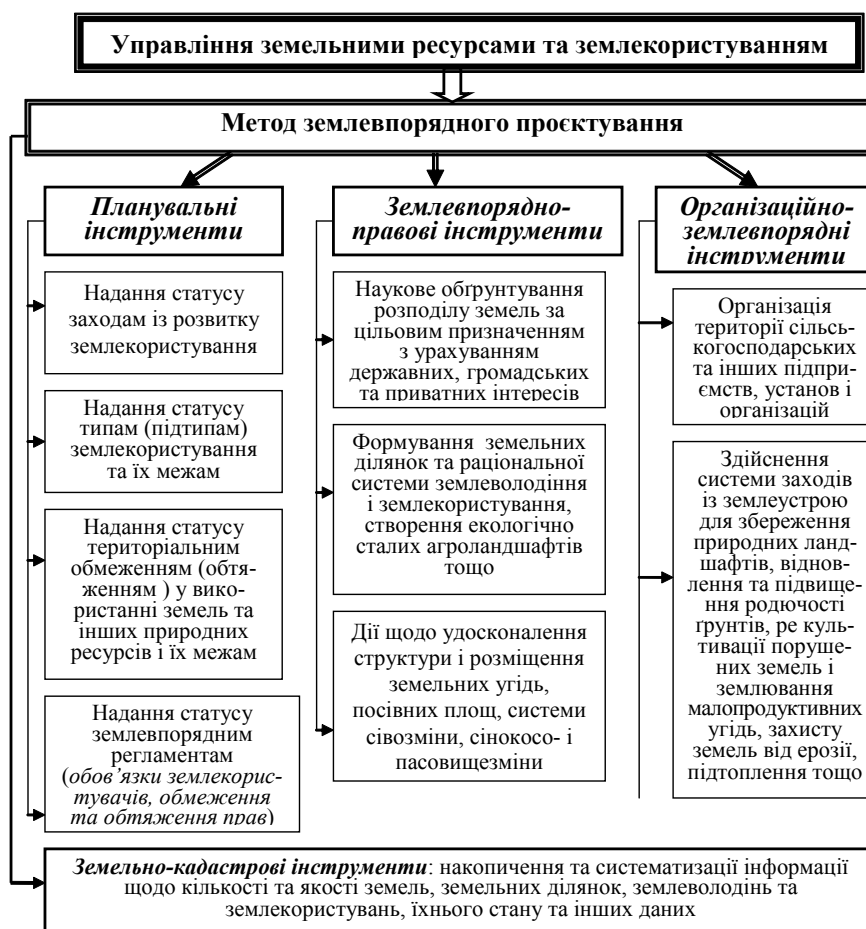 Управління земельними ресурсами та землекористуванням
Метод землевпорядного проєктування
Планувальні
інструменти
Надання статусу
заходам із розвитку
землекористування
Надання статусу
типам (підтипам)
землекористування
та їх межам
Надання статусу
територіальним
обмеженням (обтя-
женням ) у вико-
ристанні земель та
інших природних
ресурсів і їх межам
Надання статусу
землевпорядним
регламентам
(обов’язки землекорис-
тувачів, обмеження
та обтяження прав)
Землевпорядно-
правові інструменти
Наукове обґрунтування
розподілу земель за
цільовим призначенням
з урахуванням
державних, громадських
та приватних інтересів
Формування земельних
ділянок та раціональної
системи землеволодіння
і землекористування,
створення екологічно
сталих агроландшафтів
тощо
Дії щодо удосконалення
структури і розміщення
земельних угідь,
посівних площ, системи
сівозміни, сінокосо- і
пасовищезміни
Організаційно-
землевпорядні
інструменти
Організація
території сільсь-
когосподарських
та інших підпри-
ємств, установ і
організацій
Здійснення
системи заходів
із землеустрою
для збереження
природних ланд-
шафтів, віднов-
лення та підвище-
ння родючості
ґрунтів, ре культи-
вації поруше-
них земель і
землювання
малопродуктивних
угідь, захисту
земель від ерозії,
підтоплення тощо
Земельно-кадастрові інструменти: накопичення та систематизації інформації
щодо кількості та якості земель, земельних ділянок, землеволодінь та
землекористувань, їхнього стану та інших даних